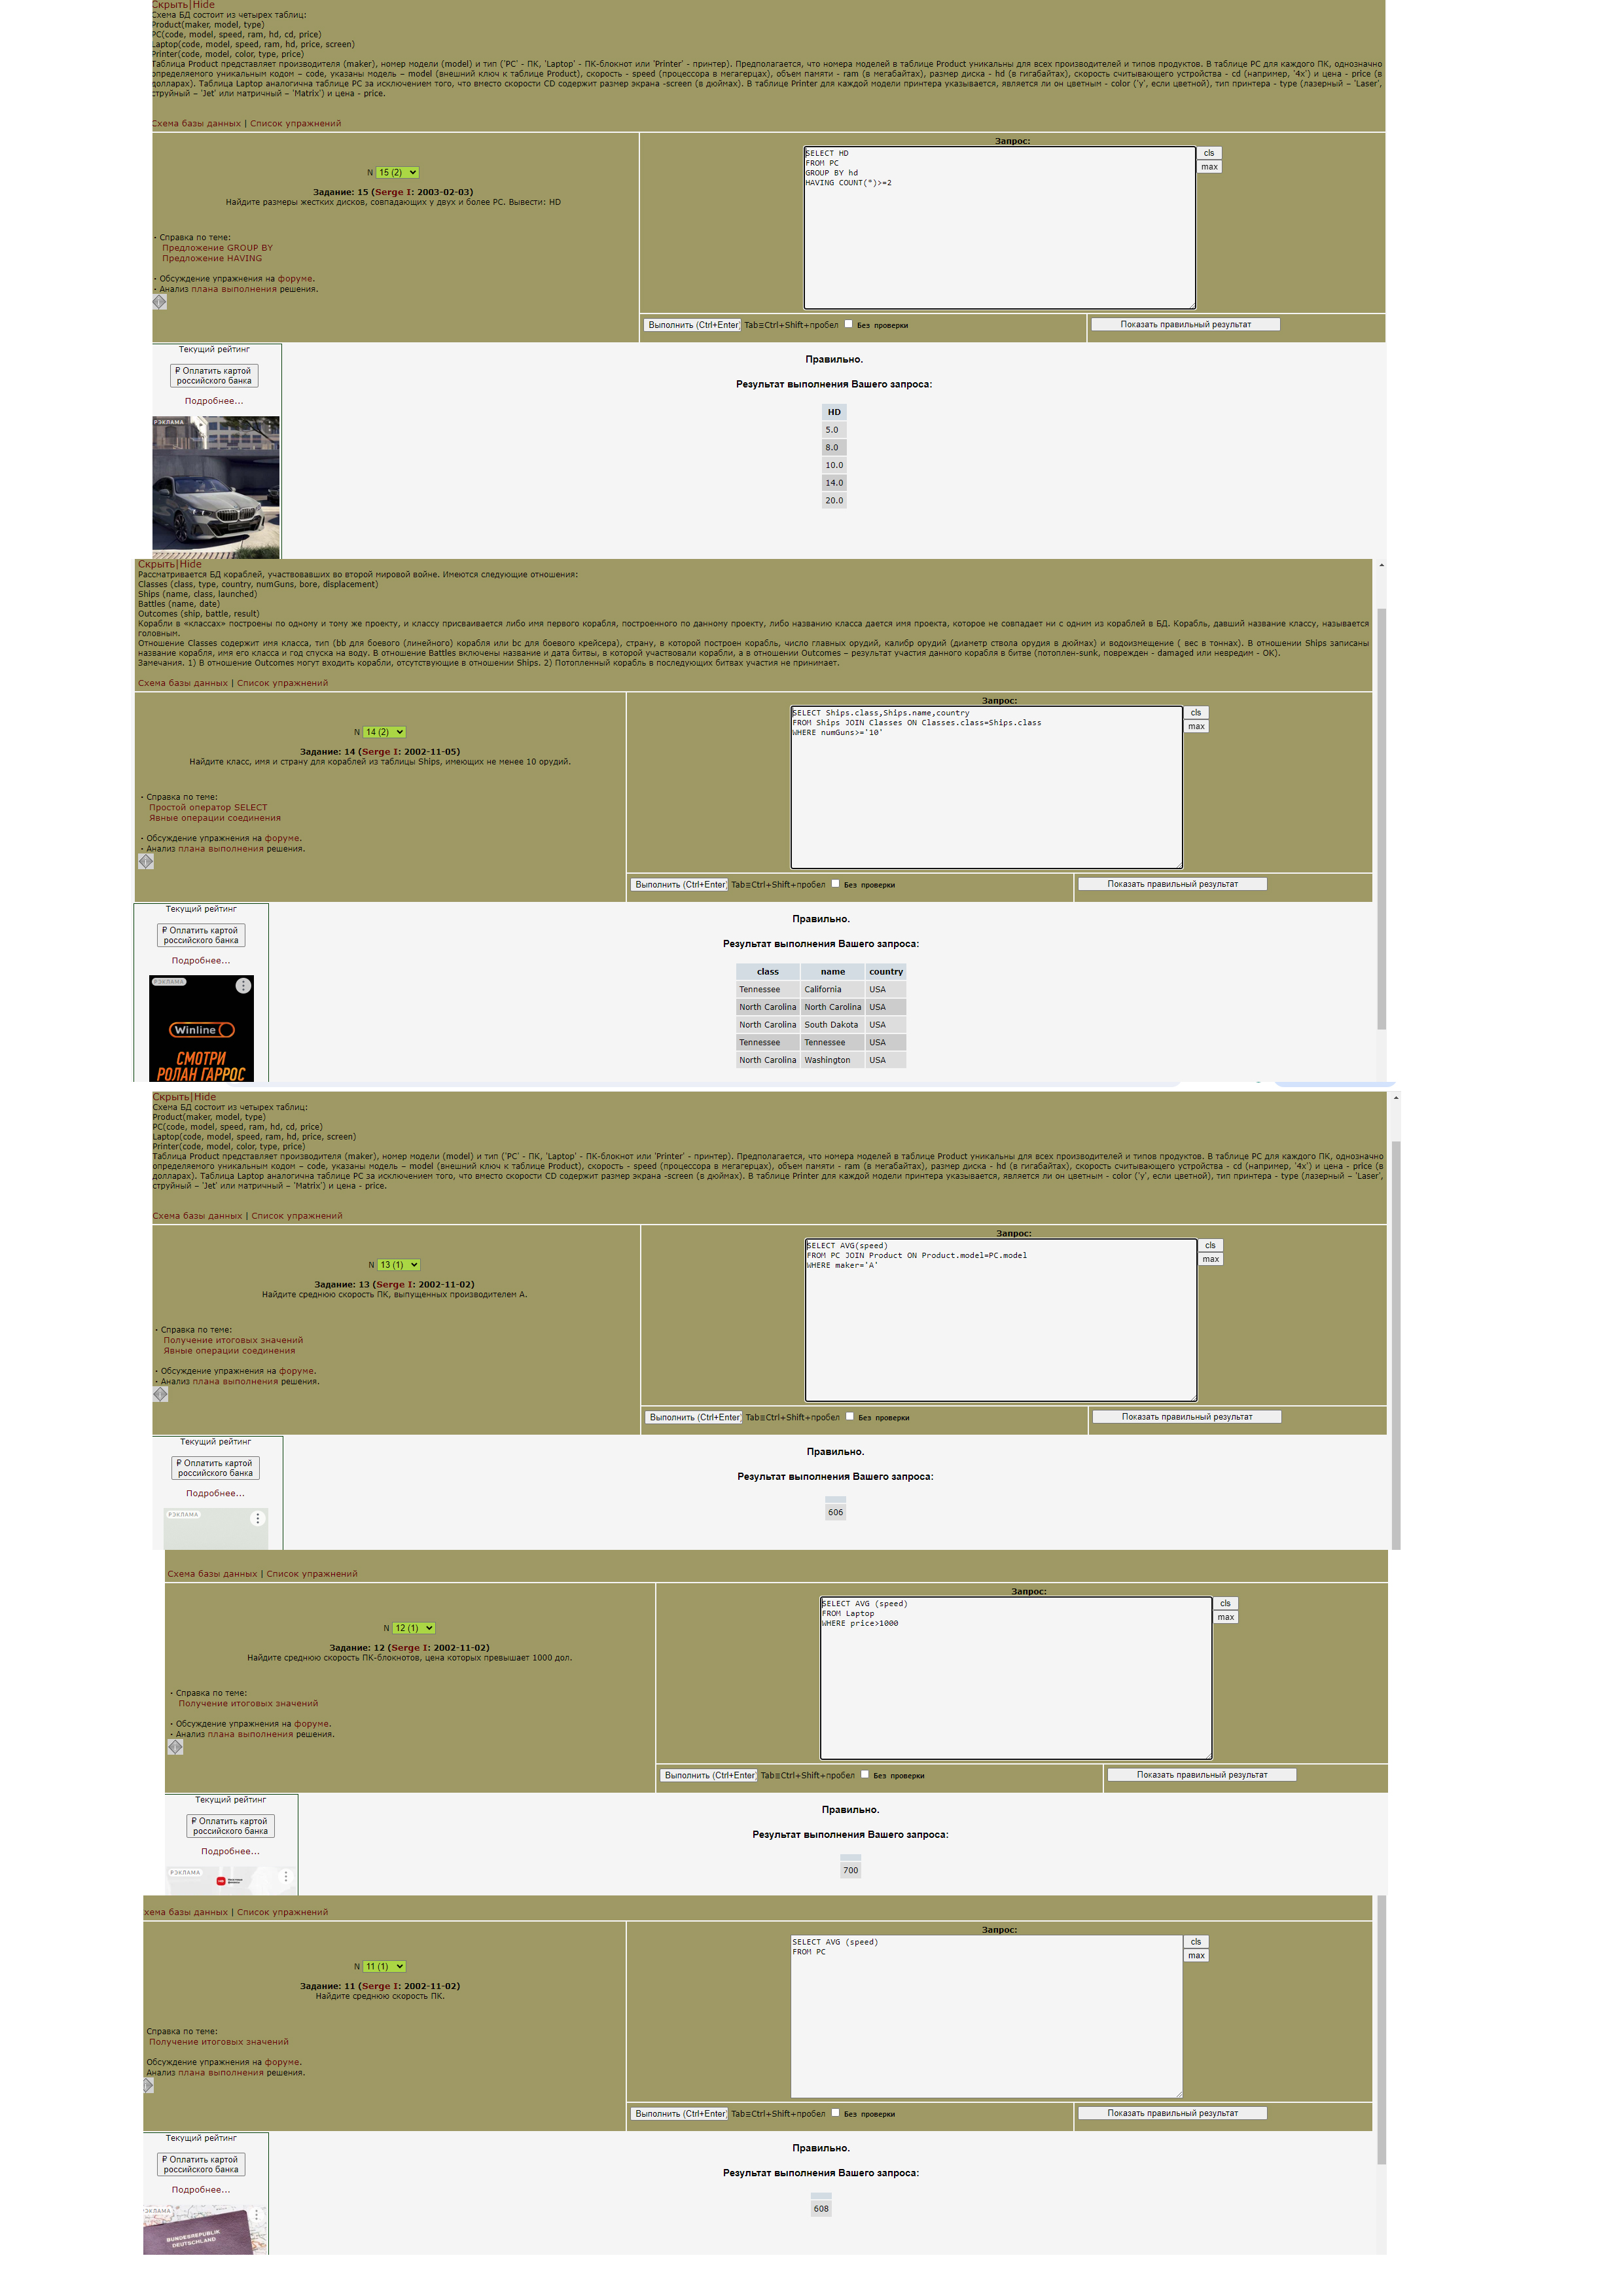 Скрыть|Hide
Схема БД состоит из четырех таблиц:
Product(maker, model, type)
PC(code, model, speed, ram, hd, cd, price)
Laptop(code, model, speed, ram, hd, price, screen)
Printer(code, model, color, type, price)
Таблица Product представляет производителя (maker), номер модели (model) и тип ('PC' - ПК, 'Laptop' - ПК-блокнот или 'Printer' - принтер). Предполагается, что номера моделей в таблице Product уникальны для всех производителей и типов продуктов. В таблице PC для каждого ПК, однозначно
определяемого уникальным кодом – code, указаны модель – model (внешний ключ к таблице Product), скорость - speed (процессора в мегагерцах), объем памяти - ram (в мегабайтах), размер диска - hd (в гигабайтах), скорость считывающего устройства - cd (например, '4x') и цена - price (в
долларах). Таблица Laptop аналогична таблице PC за исключением того, что вместо скорости CD содержит размер экрана -screen (в дюймах). В таблице Printer для каждой модели принтера указывается, является ли он цветным - color ('y', если цветной), тип принтера - type (лазерный – 'Laser',
струйный – 'Jet' или матричный – 'Matrix') и цена - price.
Схема базы данных | Список упражнений
Запрос:
N 15 (2)
Задание: 15 (Serge I: 2003-02-03)
Найдите размеры жестких дисков, совпадающих у двух и более PC. Вывести: HD
• Справка по теме:
Предложение GROUP BY
Предложение HAVING
• Обсуждение упражнения на форуме.
• Анализ плана выполнения решения.
SELECT HD
FROM PC
GROUP BY hd
HAVING COUNT(*)>=2
cls
max
Выполнить (Ctrl+Enter) Tab≡Ctrl+Shift+пробел Без проверки
Показать правильный результат
Текущий рейтинг
₽ Оплатить картой
российского банка
Подробнее...
РЭКЛАМА
Правильно.
Результат выполнения Вашего запроса:
HD
5.0
8.0
10.0
14.0
20.0
Скрыть|Hide
Рассматривается БД кораблей, участвовавших во второй мировой войне. Имеются следующие отношения:
Classes (class, type, country, numGuns, bore, displacement)
Ships (name, class, launched)
Battles (name, date)
Outcomes (ship, battle, result)
Корабли в «классах» построены по одному и тому же проекту, и классу присваивается либо имя первого корабля, построенного по данному проекту, либо названию класса дается имя проекта, которое не совпадает ни с одним из кораблей в БД. Корабль, давший название классу, называется
головным.
Отношение Classes содержит имя класса, тип (bb для боевого (линейного) корабля или bc для боевого крейсера), страну, в которой построен корабль, число главных орудий, калибр орудий (диаметр ствола орудия в дюймах) и водоизмещение ( вес в тоннах). В отношении Ships записаны
название корабля, имя его класса и год спуска на воду. В отношение Battles включены название и дата битвы, в которой участвовали корабли, а в отношении Outcomes – результат участия данного корабля в битве (потоплен-sunk, поврежден - damaged или невредим - OK).
Замечания. 1) В отношение Outcomes могут входить корабли, отсутствующие в отношении Ships. 2) Потопленный корабль в последующих битвах участия не принимает.
Схема базы данных | Список упражнений
Запрос:
N 14 (2)
Задание: 14 (Serge I: 2002-11-05)
Найдите класс, имя и страну для кораблей из таблицы Ships, имеющих не менее 10 орудий.
• Справка по теме:
Простой оператор SELECT
Явные операции соединения
• Обсуждение упражнения на форуме.
• Анализ плана выполнения решения.
SELECT Ships.class,Ships.name,country
FROM Ships JOIN Classes ON Classes.class=Ships.class
WHERE numGuns>='10'
cls
max
Выполнить (Ctrl+Enter) Tab≡Ctrl+Shift+пробел Без проверки
Показать правильный результат
Текущий рейтинг
₽ Оплатить картой
российского банка
Подробнее...
РЭКЛАМА
Winline
СМОТРИ
РОЛАН ГАРРОС
Правильно.
Результат выполнения Вашего запроса:
class name country
Tennessee California USA
North Carolina North Carolina USA
North Carolina South Dakota USA
Tennessee Tennessee USA
North Carolina Washington USA
Скрыть|Hide
Схема БД состоит из четырех таблиц:
Product(maker, model, type)
PC(code, model, speed, ram, hd, cd, price)
Laptop(code, model, speed, ram, hd, price, screen)
Printer(code, model, color, type, price)
Таблица Product представляет производителя (maker), номер модели (model) и тип ('PC' - ПК, 'Laptop' - ПК-блокнот или 'Printer' - принтер). Предполагается, что номера моделей в таблице Product уникальны для всех производителей и типов продуктов. В таблице PC для каждого ПК, однозначно
определяемого уникальным кодом – code, указаны модель – model (внешний ключ к таблице Product), скорость - speed (процессора в мегагерцах), объем памяти - ram (в мегабайтах), размер диска - hd (в гигабайтах), скорость считывающего устройства - cd (например, '4x') и цена - price (в
долларах). Таблица Laptop аналогична таблице PC за исключением того, что вместо скорости CD содержит размер экрана -screen (в дюймах). В таблице Printer для каждой модели принтера указывается, является ли он цветным - color ('y', если цветной), тип принтера - type (лазерный – 'Laser',
струйный – 'Jet' или матричный – 'Matrix') и цена - price.
Схема базы данных | Список упражнений
Запрос:
N 13 (1)
Задание: 13 (Serge I: 2002-11-02)
Найдите среднюю скорость ПК, выпущенных производителем A.
• Справка по теме:
Получение итоговых значений
Явные операции соединения
• Обсуждение упражнения на форуме.
• Анализ плана выполнения решения.
SELECT AVG(speed)
FROM PC JOIN Product ON Product.model=PC.model
WHERE maker='A'
cls
max
Выполнить (Ctrl+Enter) Tab≡Ctrl+Shift+пробел Без проверки
Показать правильный результат
Текущий рейтинг
₽ Оплатить картой
российского банка
Подробнее...
РЭКЛАМА
Правильно.
Результат выполнения Вашего запроса:
606
Схема базы данных | Список упражнений
Запрос:
N 12 (1)
Задание: 12 (Serge I: 2002-11-02)
Найдите среднюю скорость ПК-блокнотов, цена которых превышает 1000 дол.
• Справка по теме:
Получение итоговых значений
• Обсуждение упражнения на форуме.
• Анализ плана выполнения решения.
SELECT AVG (speed)
FROM Laptop
WHERE price>1000
cls
max
Выполнить (Ctrl+Enter) Tab≡Ctrl+Shift+пробел Без проверки
Показать правильный результат
Текущий рейтинг
₽ Оплатить картой
российского банка
Подробнее...
РЭКЛАМА
Правильно.
Результат выполнения Вашего запроса:
700
хема базы данных | Список упражнений
Запрос:
N 11 (1)
Задание: 11 (Serge I: 2002-11-02)
Найдите среднюю скорость ПК.
Справка по теме:
Получение итоговых значений
Обсуждение упражнения на форуме.
Анализ плана выполнения решения.
SELECT AVG (speed)
FROM PC
cls
max
Выполнить (Ctrl+Enter) Tab≡Ctrl+Shift+пробел Без проверки
Показать правильный результат
Текущий рейтинг
₽ Оплатить картой
российского банка
Подробнее...
РЭКЛАМА
BUNDESREPUBLIK
DEUTSCHLAND
Правильно.
Результат выполнения Вашего запроса:
608